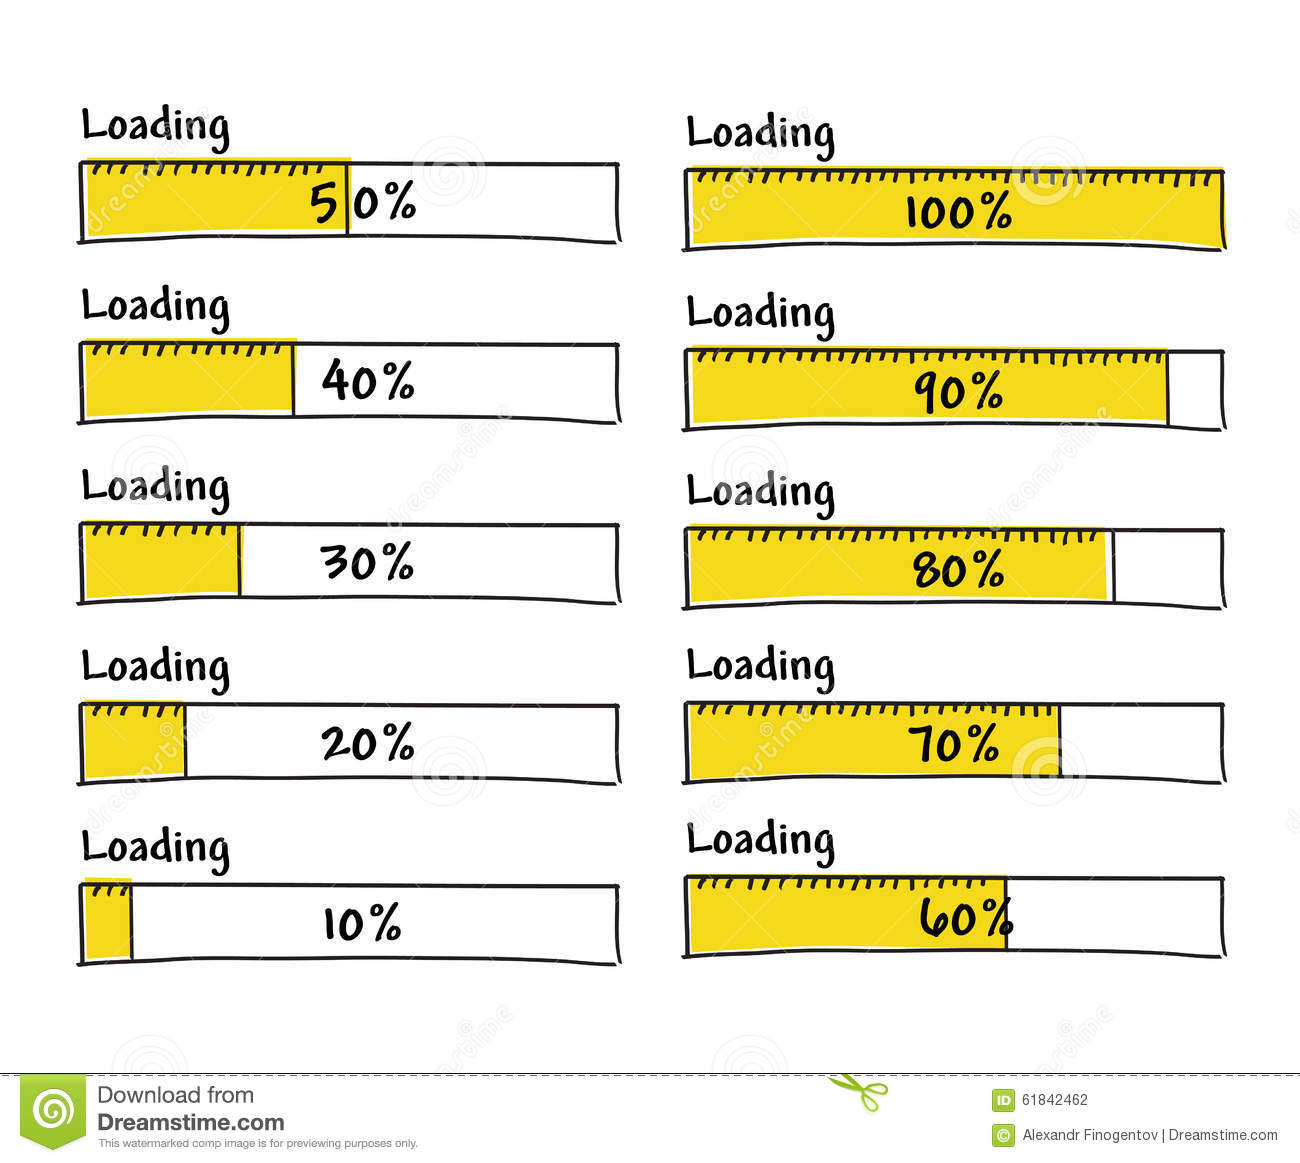 Loading
50%
Loading
40%
Loading
30%
Loading
20%
Loading
10%
Loading
100%
Loading
90%
Loading
80%
Loading
70%
Loading
60%
dreamstime
Download from
Dreamstime.com
This watermarked comp image is for previewing purposes only.
ID 61842462
© Alexandr Finogentov | Dreamstime.com